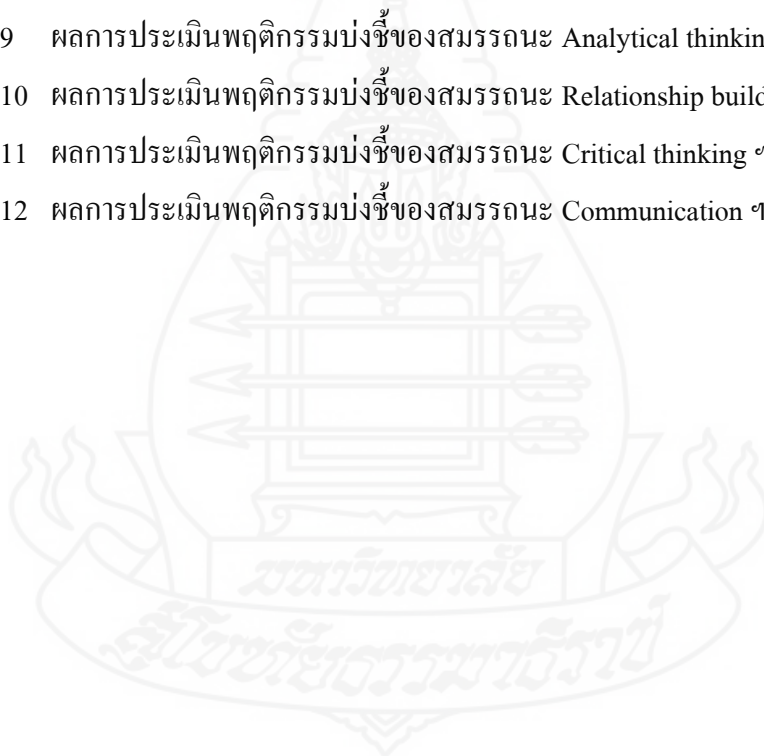 9 ผลการประเมินพฤติกรรมบ่งชี้ของสมรรถนะ Analytical thinkin
10 ผลการประเมินพฤติกรรมบ่งชี้ของสมรรถนะ Relationship build
11 ผลการประเมินพฤติกรรมบ่งชี้ของสมรรถนะ Critical thinking
12 ผลการประเมินพฤติกรรมบ่งชี้ของสมรรถนะ Communication
มหาวิทยาลัย
สุโขทัยธรรมาธิราช